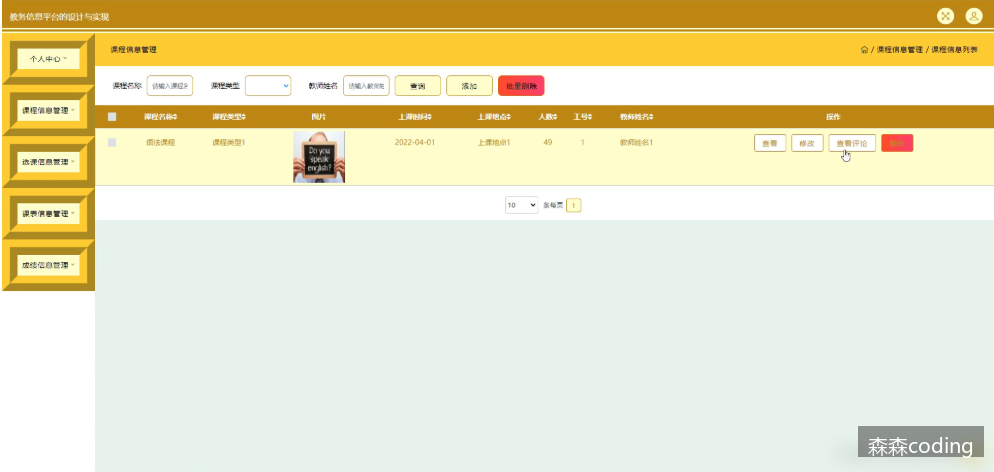 教务信息平台的设计与实现
个人中心
课程信息管理
选课信息管理
课表信息管理
成绩信息管理
课程信息管理
/ 课程信息管理 / 课程信息列表
课程名称 请输入课程名 课程类型 教师姓名 请输入教师姓 查询 添加 批量删除
课程名称 课程类型 图片 上课时间 上课地点 人数 工号 教师姓名 操作
语法课程 课程类型1 2022-04-01 上课地点1 49 1 教师姓名1 查看 修改 查看评论
Do you
speak
english?
10 条每页 1
森森coding